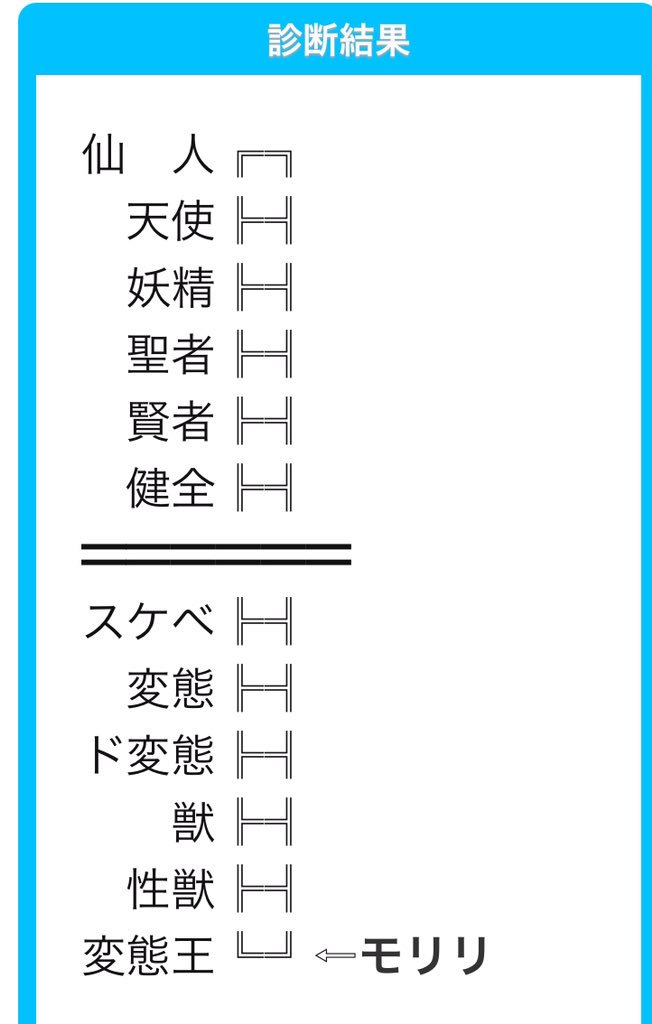 診断結果
仙　人╔╗
天使╠╣
妖精╠╣
聖者╠╣
賢者╠╣
健全╠╣
══════
スケベ╠╣
変態╠╣
ド変態╠╣
獣╠╣
性獣╠╣
変態王╚╝⇦モリリ